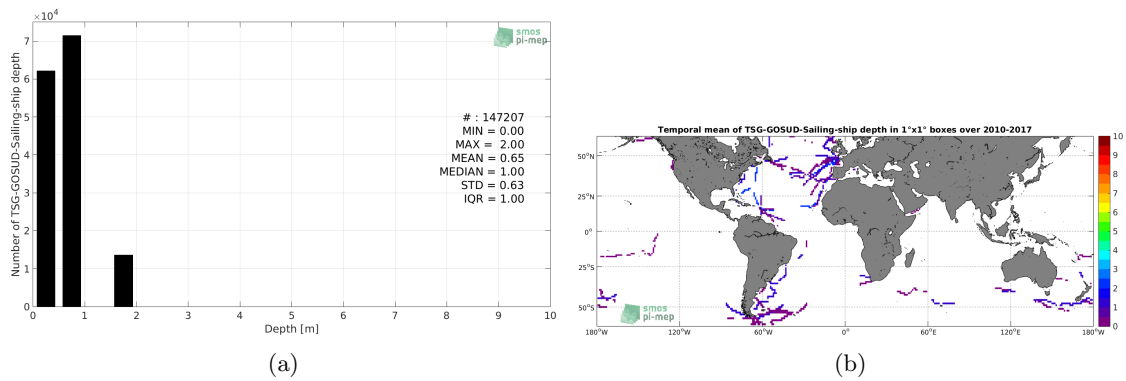 ×10⁴
7
6
5
4
3
2
1
0
Number of TSG-GOSUD-Sailing-ship depth
smos
pi-mep
# : 147207
MIN = 0.00
MAX = 2.00
MEAN = 0.65
MEDIAN = 1.00
STD = 0.63
IQR = 1.00
0 1 2 3 4 5 6 7 8 9 10
Depth [m]
(a)
Temporal mean of TSG-GOSUD-Sailing-ship depth in 1°x1° boxes over 2010-2017
50°N
25°N
0°
25°S
50°S
smos
pi-mep
180°W 120°W 60°W 0° 60°E 120°E 180°W
10
9
8
7
6
5
4
3
2
1
0
(b)